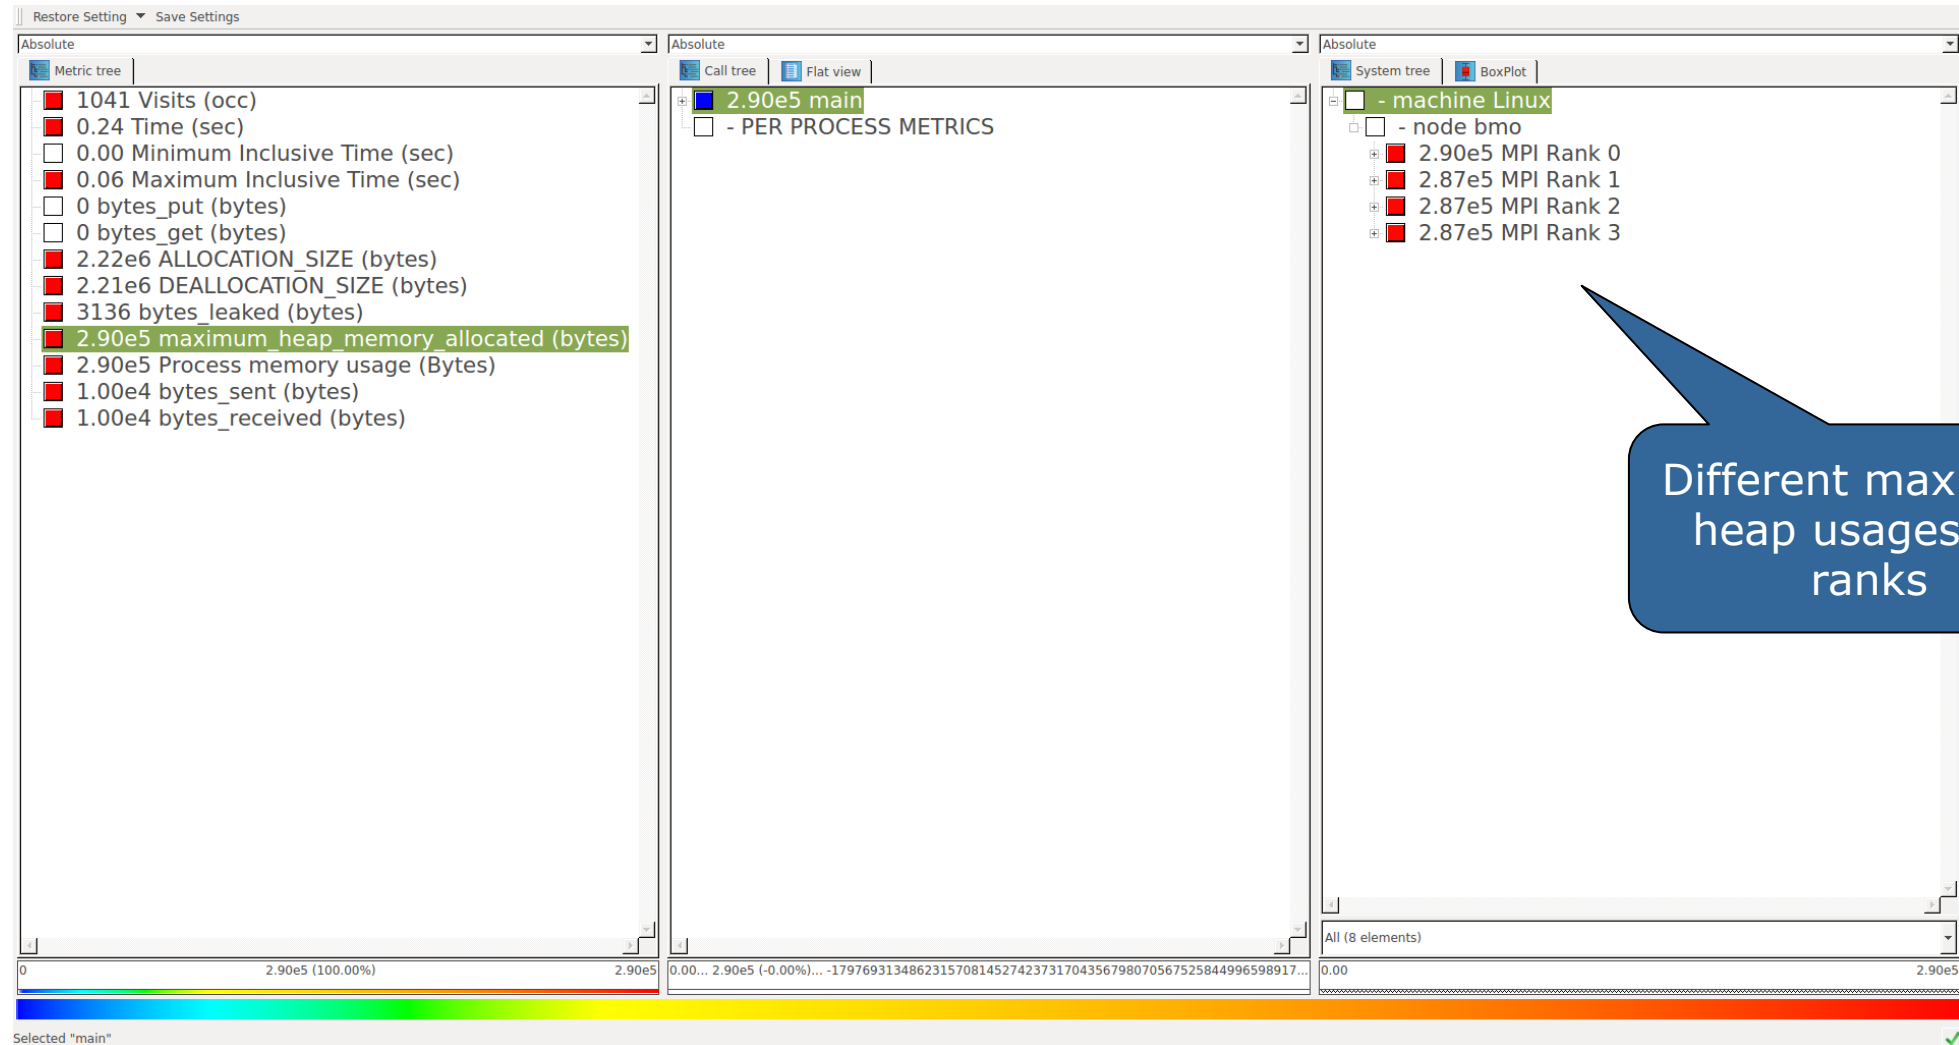 Restore Setting Save Settings
Absolute
Metric tree
1041 Visits (occ)
0.24 Time (sec)
0.00 Minimum Inclusive Time (sec)
0.06 Maximum Inclusive Time (sec)
0 bytes_put (bytes)
0 bytes_get (bytes)
2.22e6 ALLOCATION_SIZE (bytes)
2.21e6 DEALLOCATION_SIZE (bytes)
3136 bytes_leaked (bytes)
2.90e5 maximum_heap_memory_allocated (bytes)
2.90e5 Process memory usage (Bytes)
1.00e4 bytes_sent (bytes)
1.00e4 bytes_received (bytes)
0 2.90e5 (100.00%) 2.90e5
Absolute
Call tree Flat view
2.90e5 main
- PER PROCESS METRICS
0.00... 2.90e5 (-0.00%)... -179769313486231570814527423731704356798070567525844996598917...
Absolute
System tree BoxPlot
- machine Linux
- node bmo
2.90e5 MPI Rank 0
2.87e5 MPI Rank 1
2.87e5 MPI Rank 2
2.87e5 MPI Rank 3
Different max
heap usages
ranks
All (8 elements)
0.00 2.90e5
Selected "main"